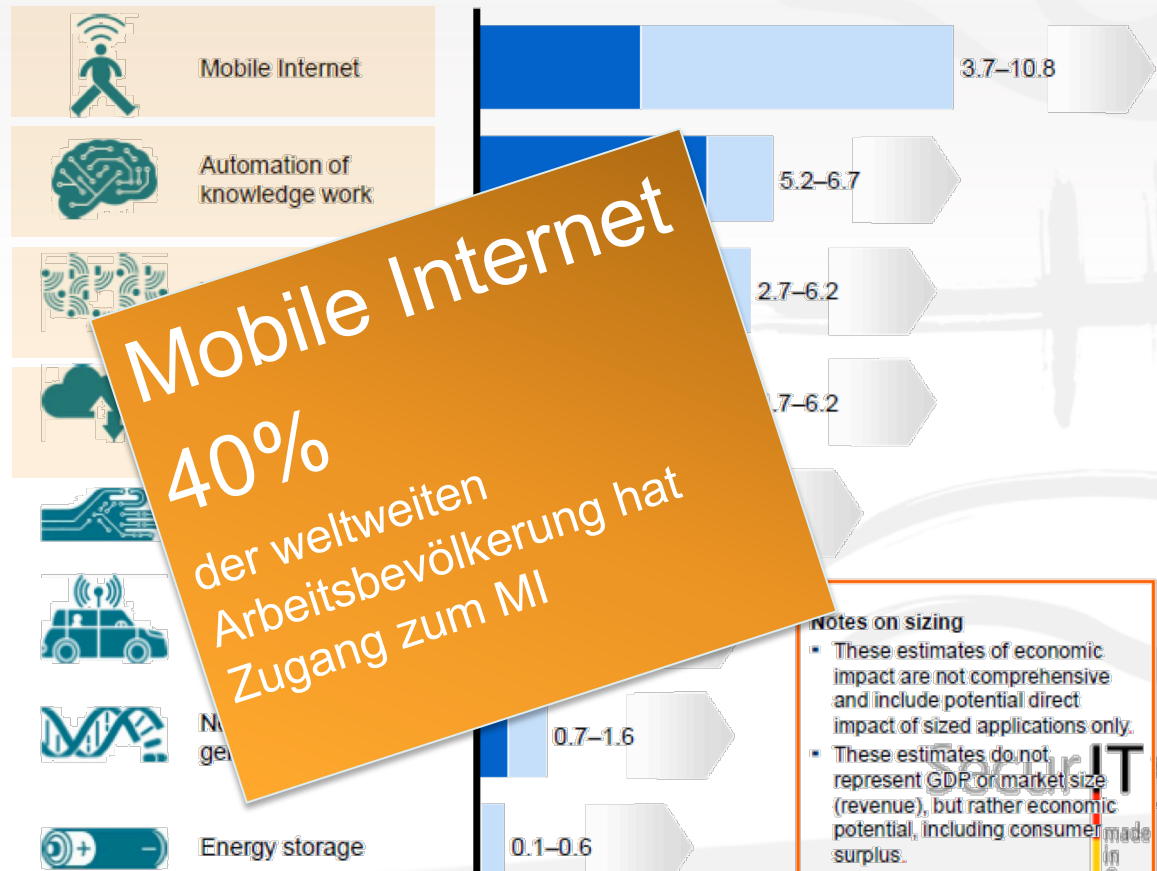 Mobile Internet
3.7–10.8
Automation of
knowledge work
5.2–6.7
2.7–6.2
.7–6.2
0.7–1.6
Energy storage
0.1–0.6
Mobile Internet
40%
der weltweiten
Arbeitsbevölkerung hat
Zugang zum MI
Notes on sizing
▪ These estimates of economic
impact are not comprehensive
and include potential direct
impact of sized applications only.
▪ These estimates do not
represent GDP or market size
(revenue), but rather economic
potential, including consumer
surplus.
SecurIT
made
in